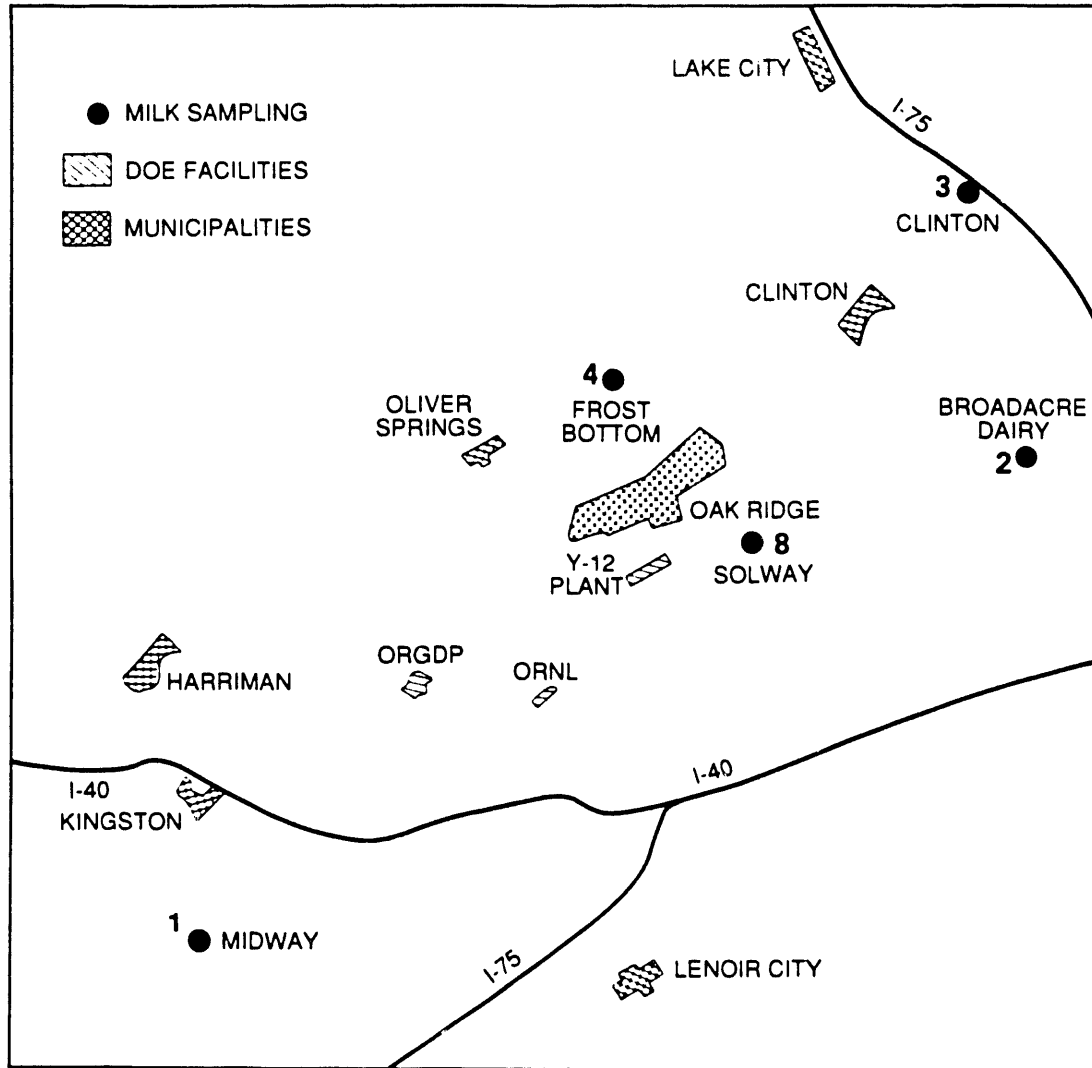 LAKE CiTY
MILK SAMPLING
I-75
DOE FACILITIES
3
CLINTON
MUNICIPALITIES
CLINTON
4
FROST
BOTTOM
OLIVER
SPRINGS
BROADACRE
DAIRY
2
OAK RIDGE
8
SOLWAY
Y-12
PLANT
ORGDP
ORNL
HARRIMAN
I-40
I-40
KINGSTON
1
MIDWAY
I-75
LENOIR CITY